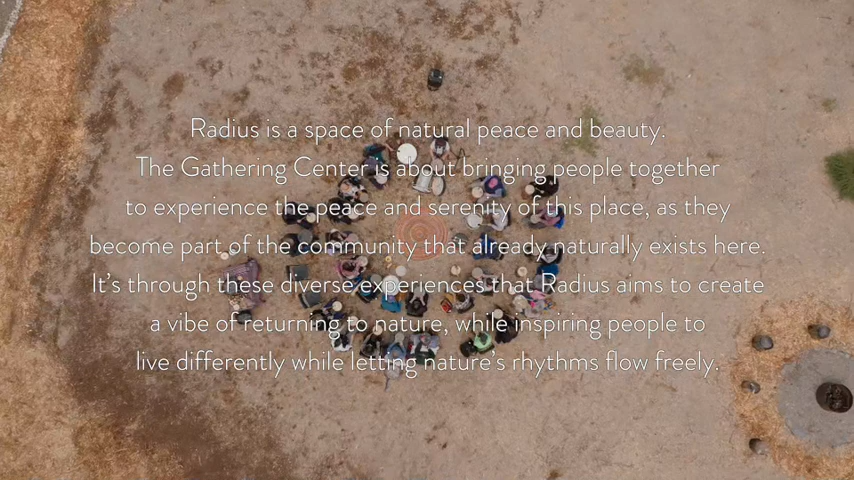 Radius is a space of natural peace and beauty.
The Gathering Center is about bringing people together
to experience the peace and serenity of this place, as they
become part of the community that already naturally exists here.
It's through these diverse experiences that Radius aims to create
a vibe of returning to nature, while inspiring people to
live differently while letting nature's rhythms flow freely.